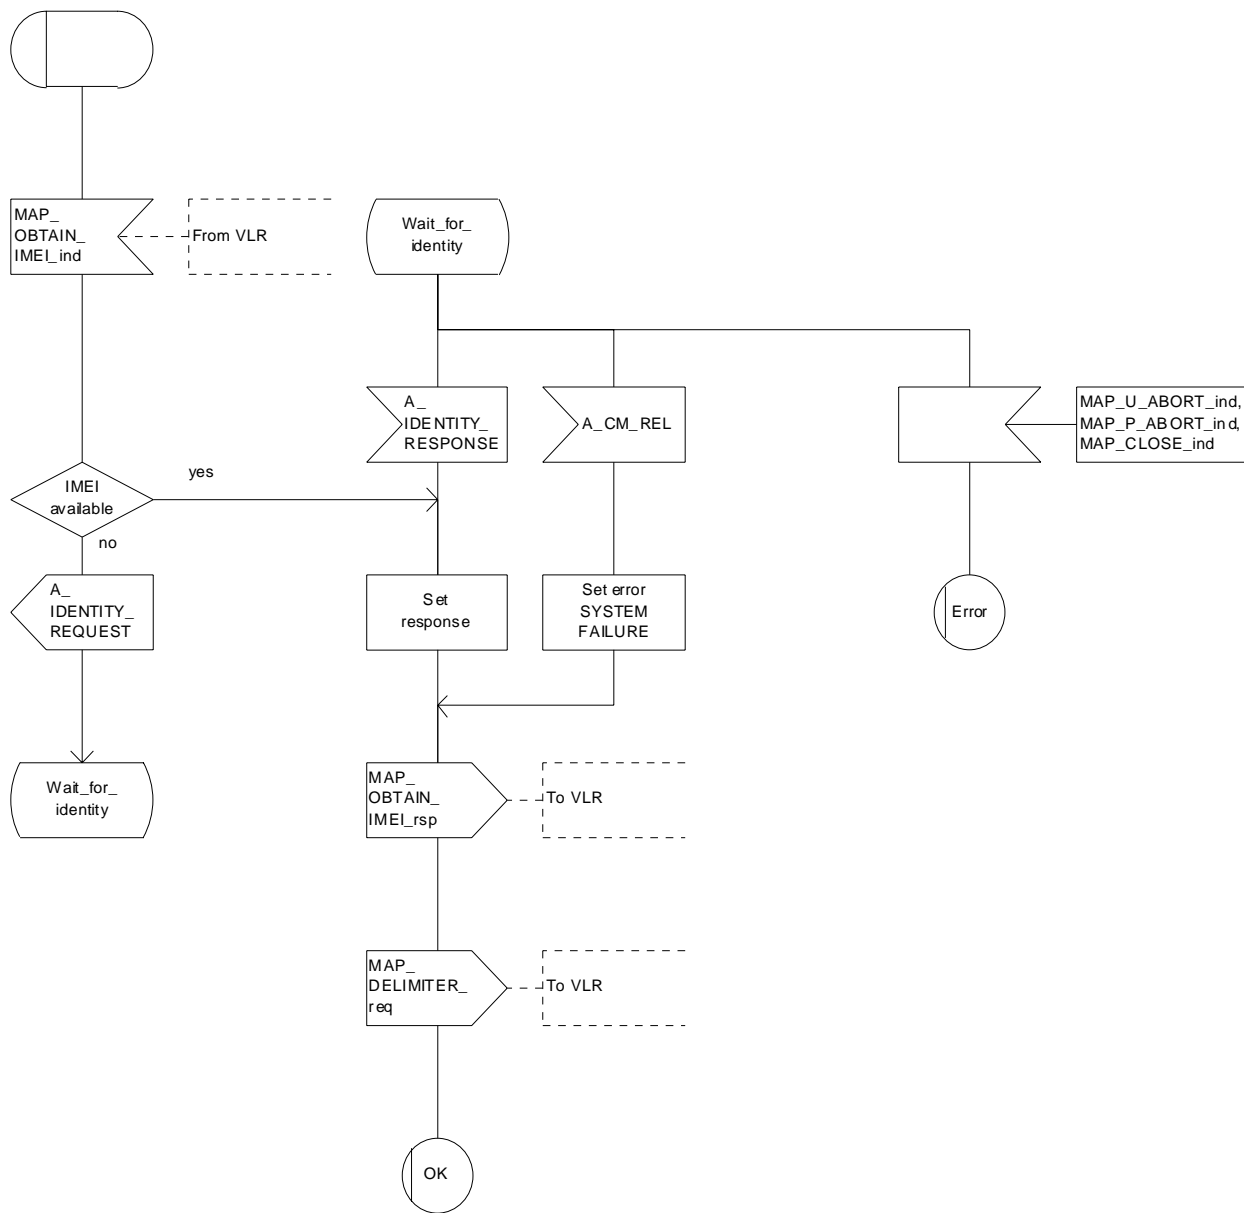 MAP_
OBTAIN_
IMEI_ind
From VLR
Wait_for_
identity
A_
IDENTITY_
RESPONSE
A_CM_REL
MAP_U_ABORT_ind,
MAP_P_ABORT_ind,
MAP_CLOSE_ind
IMEI
available
yes
no
A_
IDENTITY_
REQUEST
Set
response
Set error
SYSTEM
FAILURE
Error
Wait_for_
identity
MAP_
OBTAIN_
IMEI_rsp
To VLR
MAP_
DELIMITER_
req
To VLR
OK